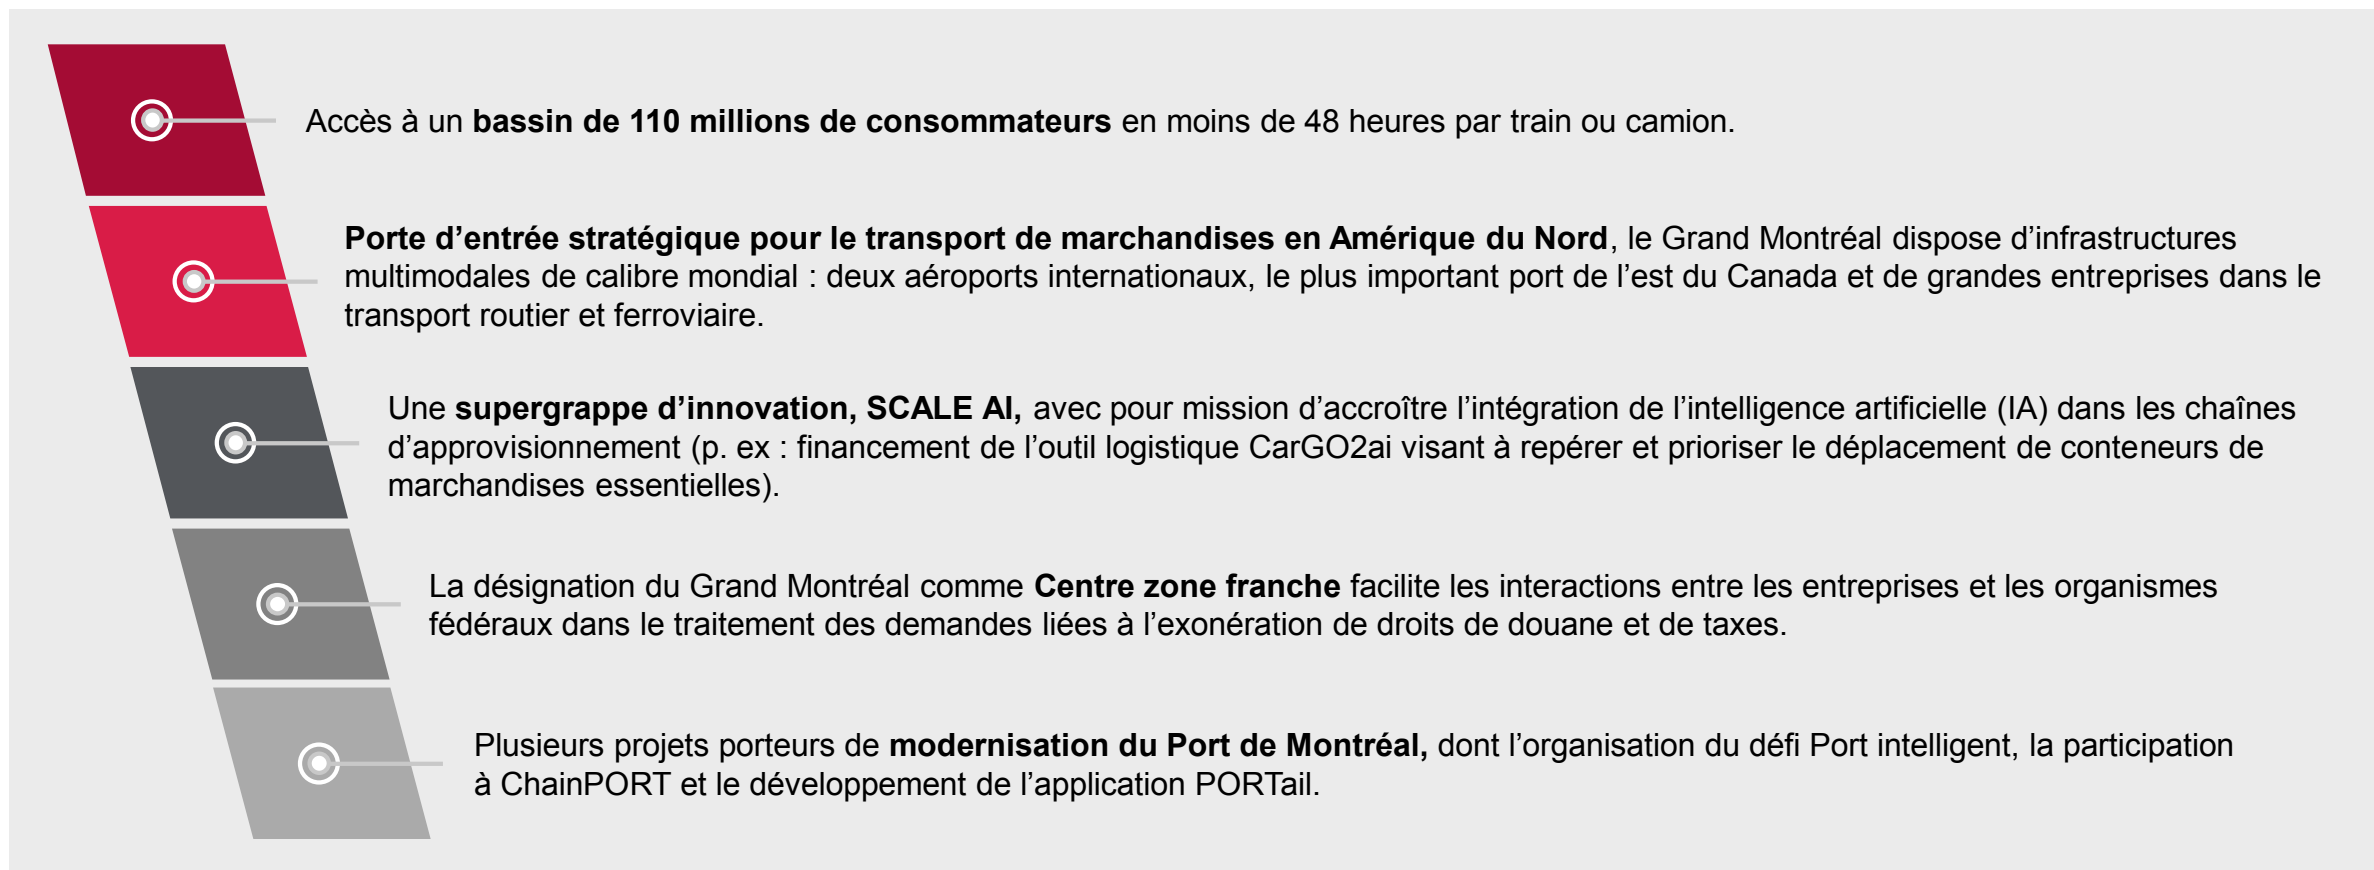 Accès à un bassin de 110 millions de consommateurs en moins de 48 heures par train ou camion.
Porte d’entrée stratégique pour le transport de marchandises en Amérique du Nord, le Grand Montréal dispose d’infrastructures
multimodales de calibre mondial : deux aéroports internationaux, le plus important port de l’est du Canada et de grandes entreprises dans le
transport routier et ferroviaire.
Une supergrappe d’innovation, SCALE AI, avec pour mission d’accroître l’intégration de l’intelligence artificielle (IA) dans les chaînes
d’approvisionnement (p. ex : financement de l’outil logistique CarGO2ai visant à repérer et prioriser le déplacement de conteneurs de
marchandises essentielles).
La désignation du Grand Montréal comme Centre zone franche facilite les interactions entre les entreprises et les organismes
fédéraux dans le traitement des demandes liées à l’exonération de droits de douane et de taxes.
Plusieurs projets porteurs de modernisation du Port de Montréal, dont l’organisation du défi Port intelligent, la participation
à ChainPORT et le développement de l’application PORTail.